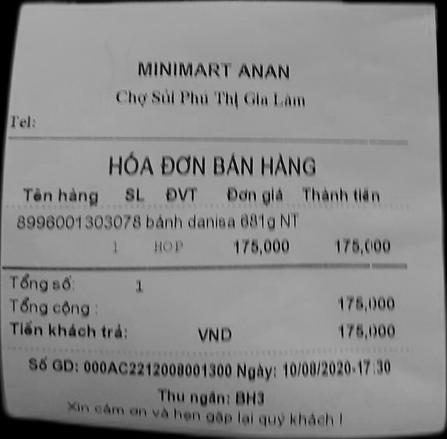 MINIMART ANAN
Chợ Sủi Phú Thị Gia Lâm
Tel:
HÓA ĐƠN BÁN HÀNG
Tên hàng SL ĐVT Đơn giá Thành tiền
8996001303078 bánh danisa 681g NT
1 HOP 175,000 175,000
Tổng số: 1
Tổng cộng : 175,000
Tiền khách trả: VND 175,000
Số GD: 000AC2212008001300 Ngày: 10/08/2020-17:30
Thu ngân: BH3
Xin cảm ơn và hẹn gặp lại quý khách !